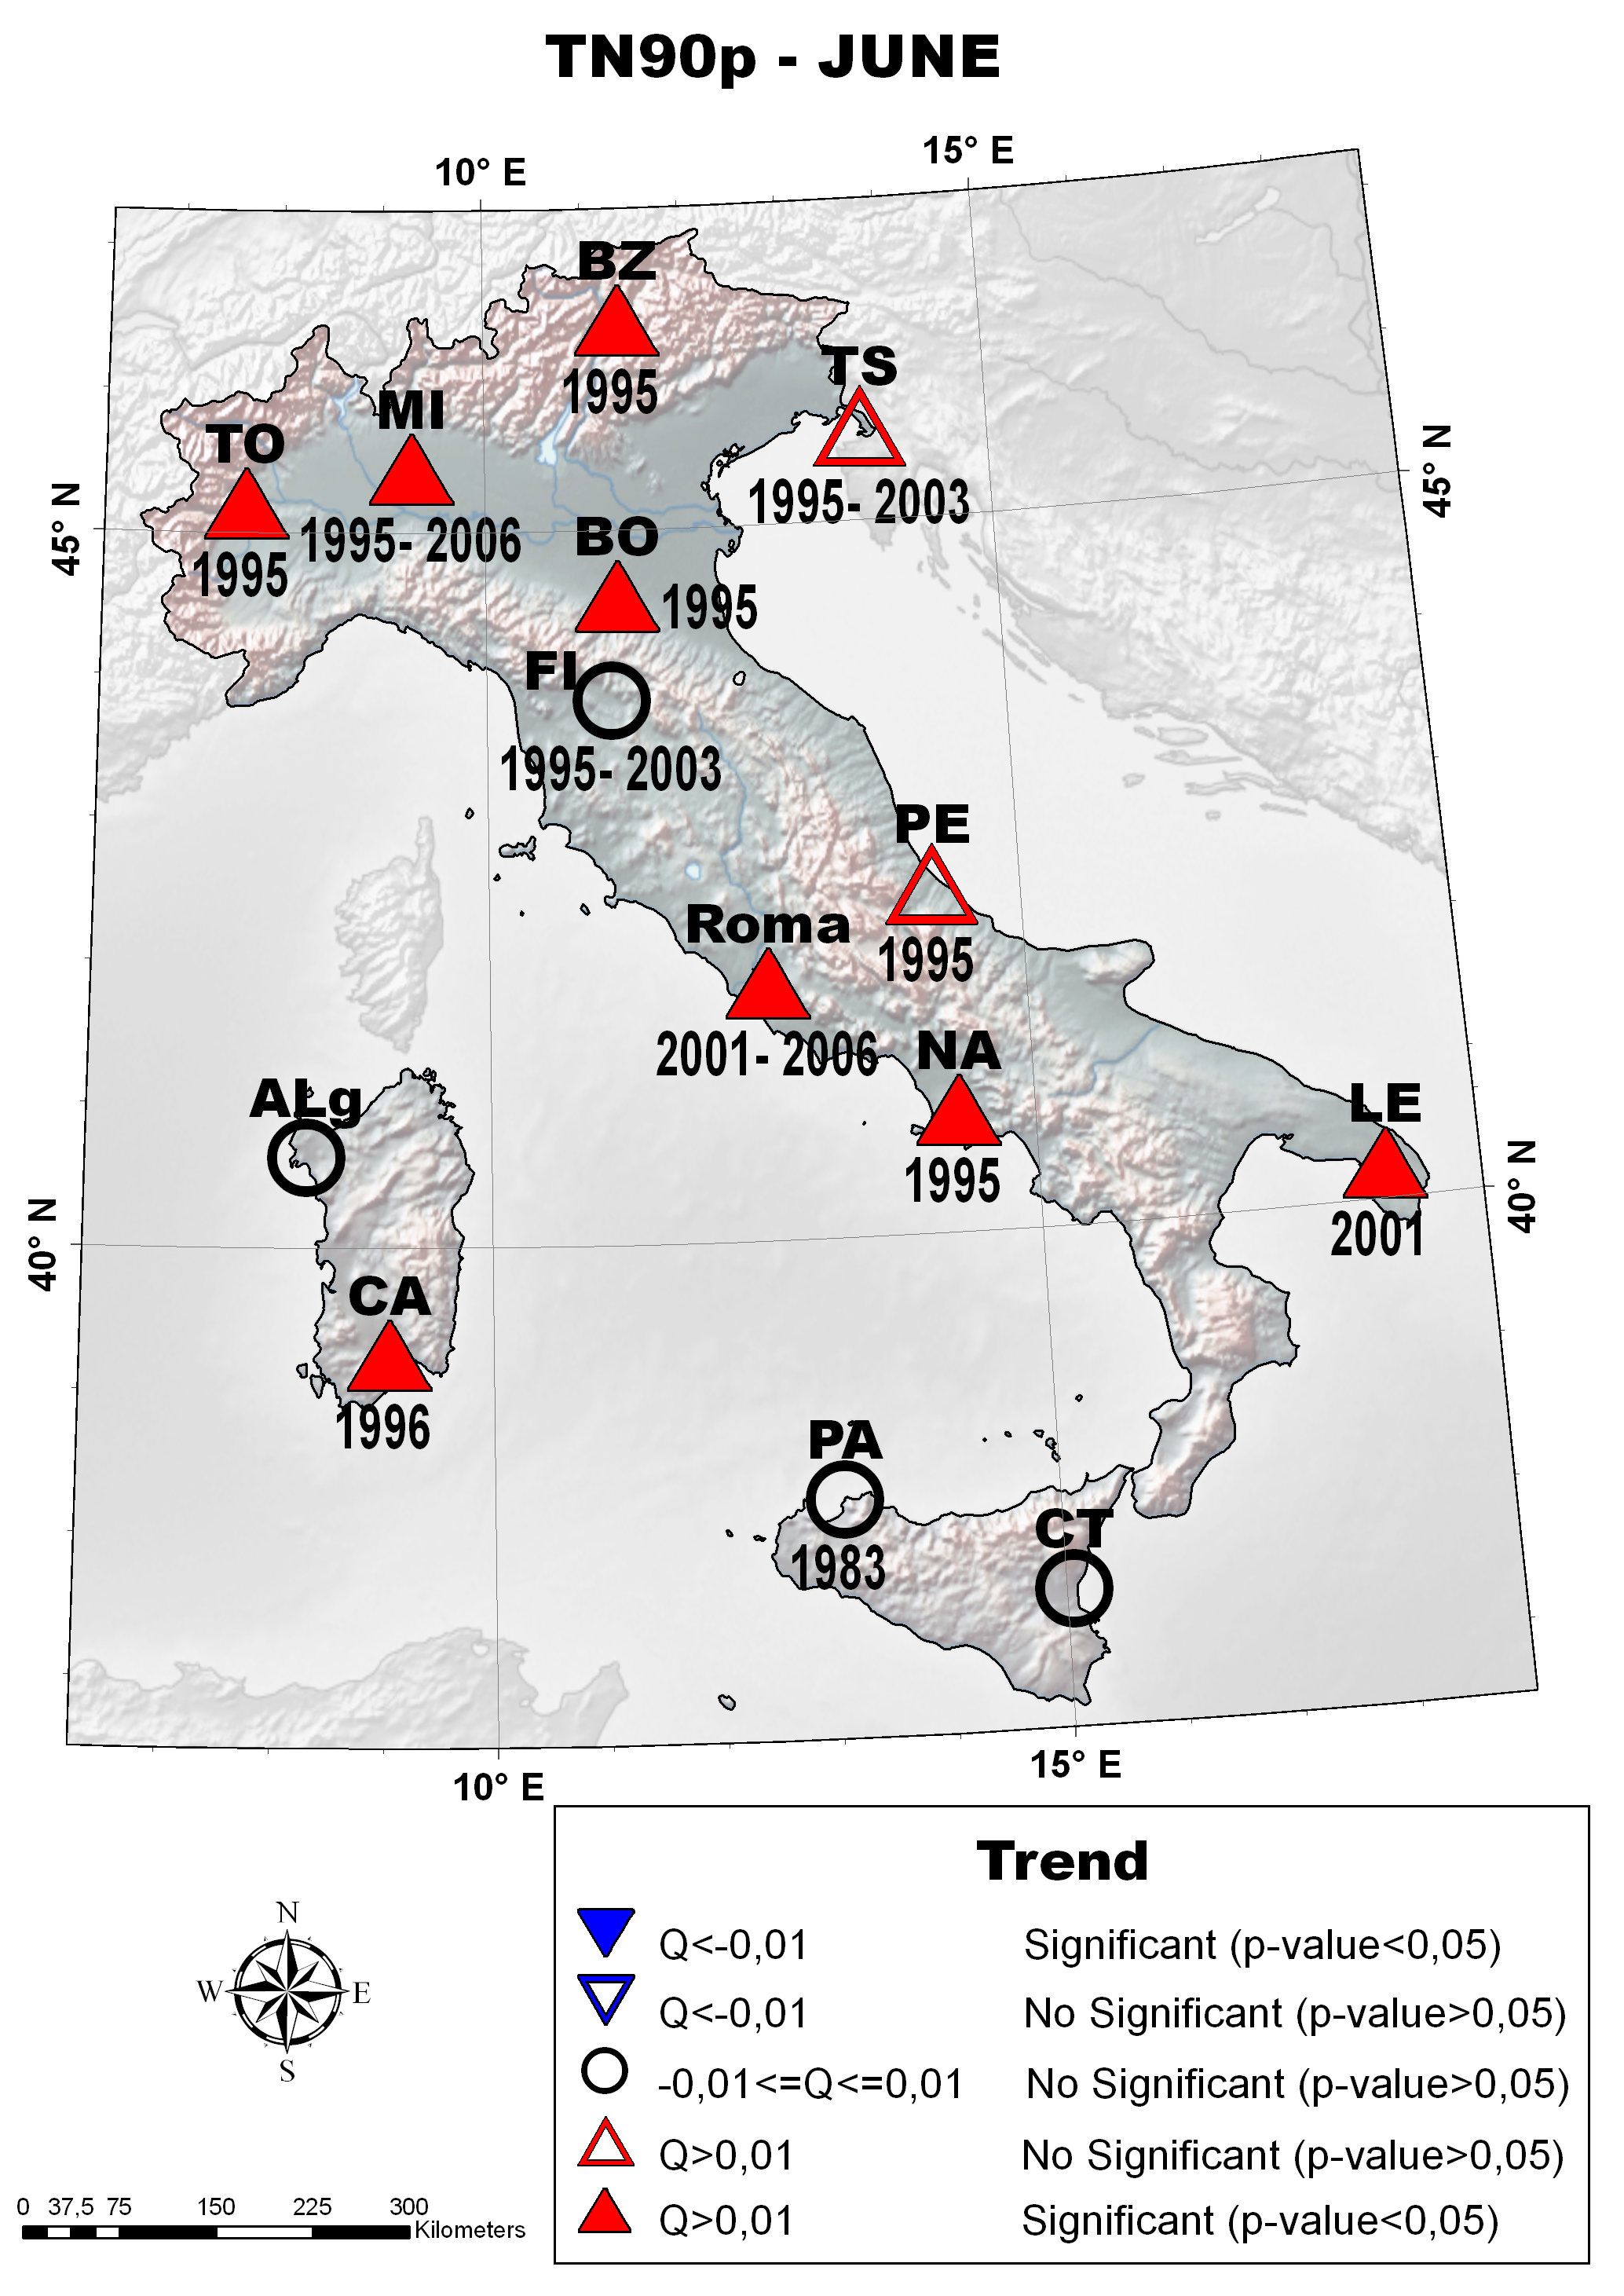 TN90p - JUNE
10° E
15° E
BZ
1995
TS
1995- 2003
MI
1995- 2006
TO
1995
45° N
45° N
BO
1995
FI
1995- 2003
PE
1995
Roma
2001- 2006
NA
1995
ALg
LE
2001
40° N
40° N
CA
1996
PA
1983
CT
10° E
15° E
Trend
Q<-0,01 Significant (p-value<0,05)
Q<-0,01 No Significant (p-value>0,05)
-0,01<=Q<=0,01 No Significant (p-value>0,05)
Q>0,01 No Significant (p-value>0,05)
Q>0,01 Significant (p-value<0,05)
N
W E
S
0 37,5 75 150 225 300
Kilometers